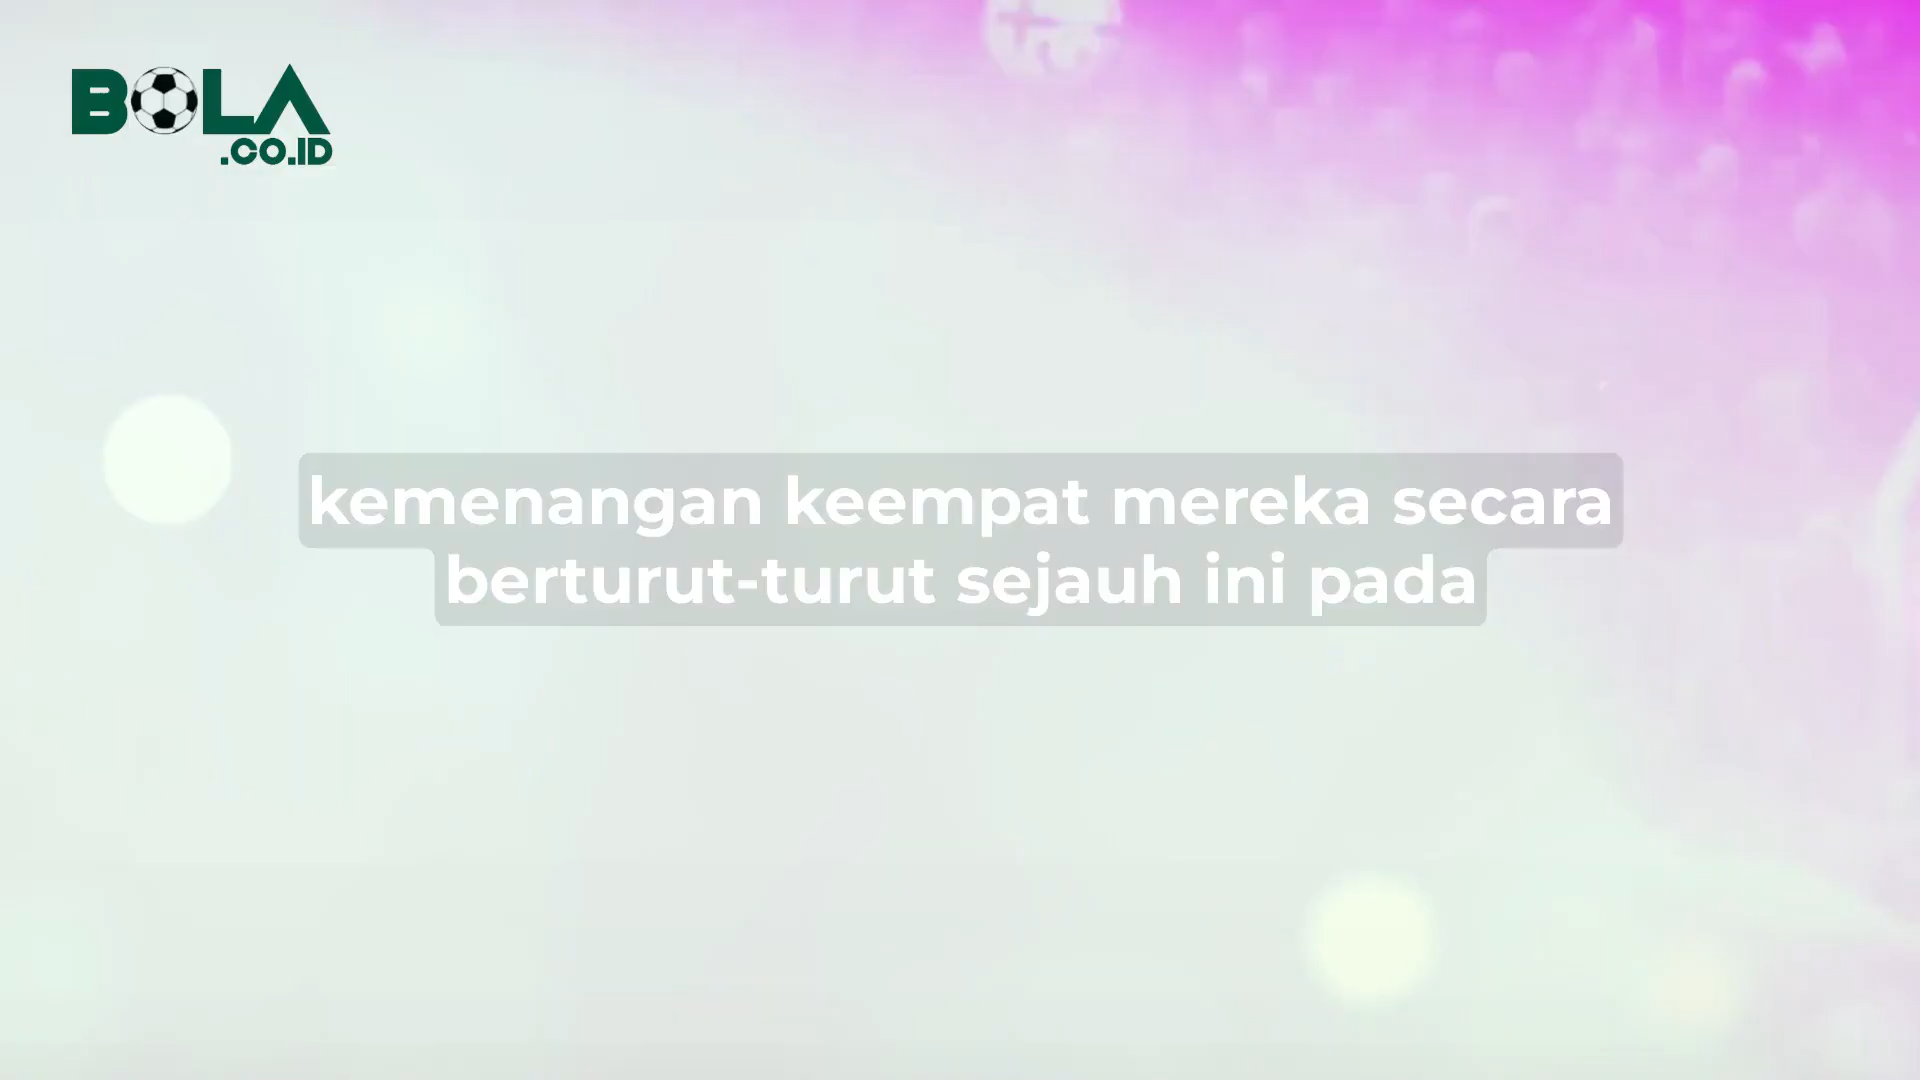 BOLA
.CO.ID
kemenangan keempat mereka secara
berturut-turut sejauh ini pada